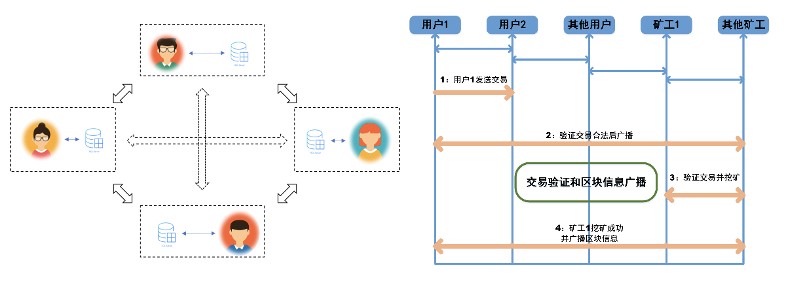 用户1
用户2
其他用户
矿工1
其他矿工
1：用户1发送交易
2：验证交易合法后广播
交易验证和区块信息广播
3：验证交易并挖矿
4：矿工1挖矿成功
并广播区块信息